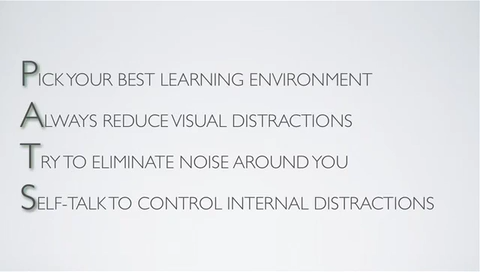 PICK YOUR BEST LEARNING ENVIRONMENT
ALWAYS REDUCE VISUAL DISTRACTIONS
TRY TO ELIMINATE NOISE AROUND YOU
SELF-TALK TO CONTROL INTERNAL DISTRACTIONS